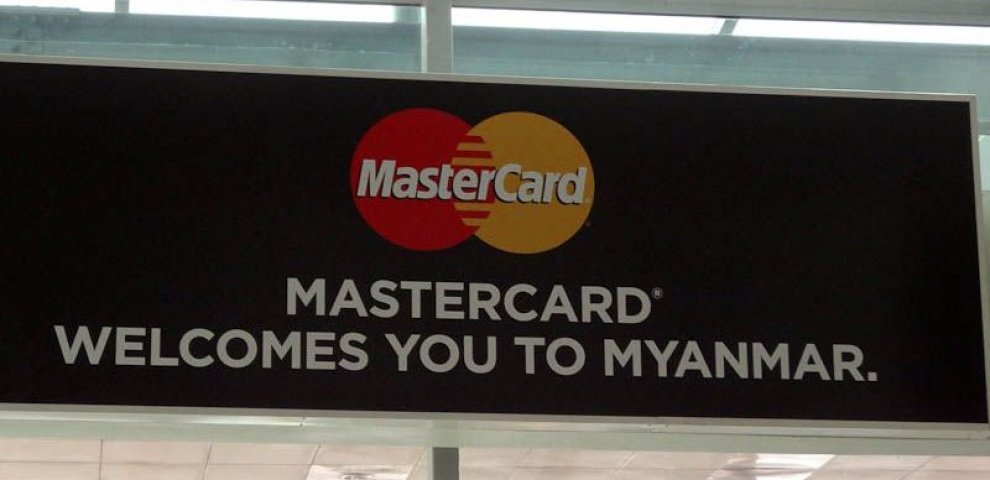 MasterCard
MASTERCARD®
WELCOMES YOU TO MYANMAR.